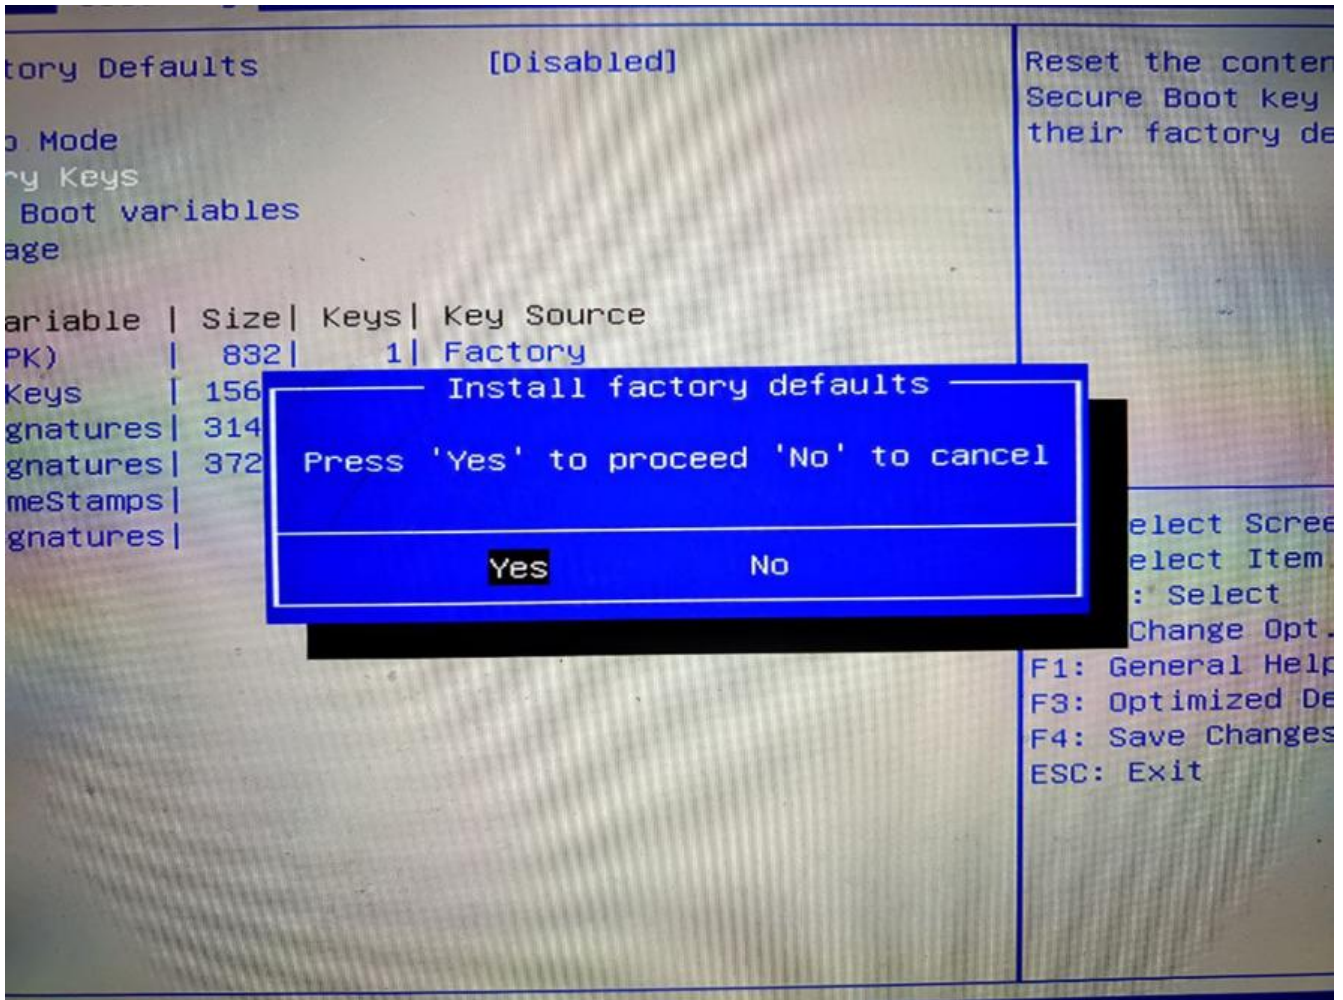 tory Defaults [Disabled]
Mode
ry Keys
Boot variables
age
ariable | Size| Keys| Key Source
PK) | 832| 1| Factory
Keys | 156
gnatures| 314
gnatures| 372
meStamps|
gnatures|
Install factory defaults
Press 'Yes' to proceed 'No' to cancel
Yes No
Reset the conten
Secure Boot key
their factory de
elect Scree
elect Item
: Select
Change Opt.
F1: General Help
F3: Optimized De
F4: Save Changes
ESC: Exit